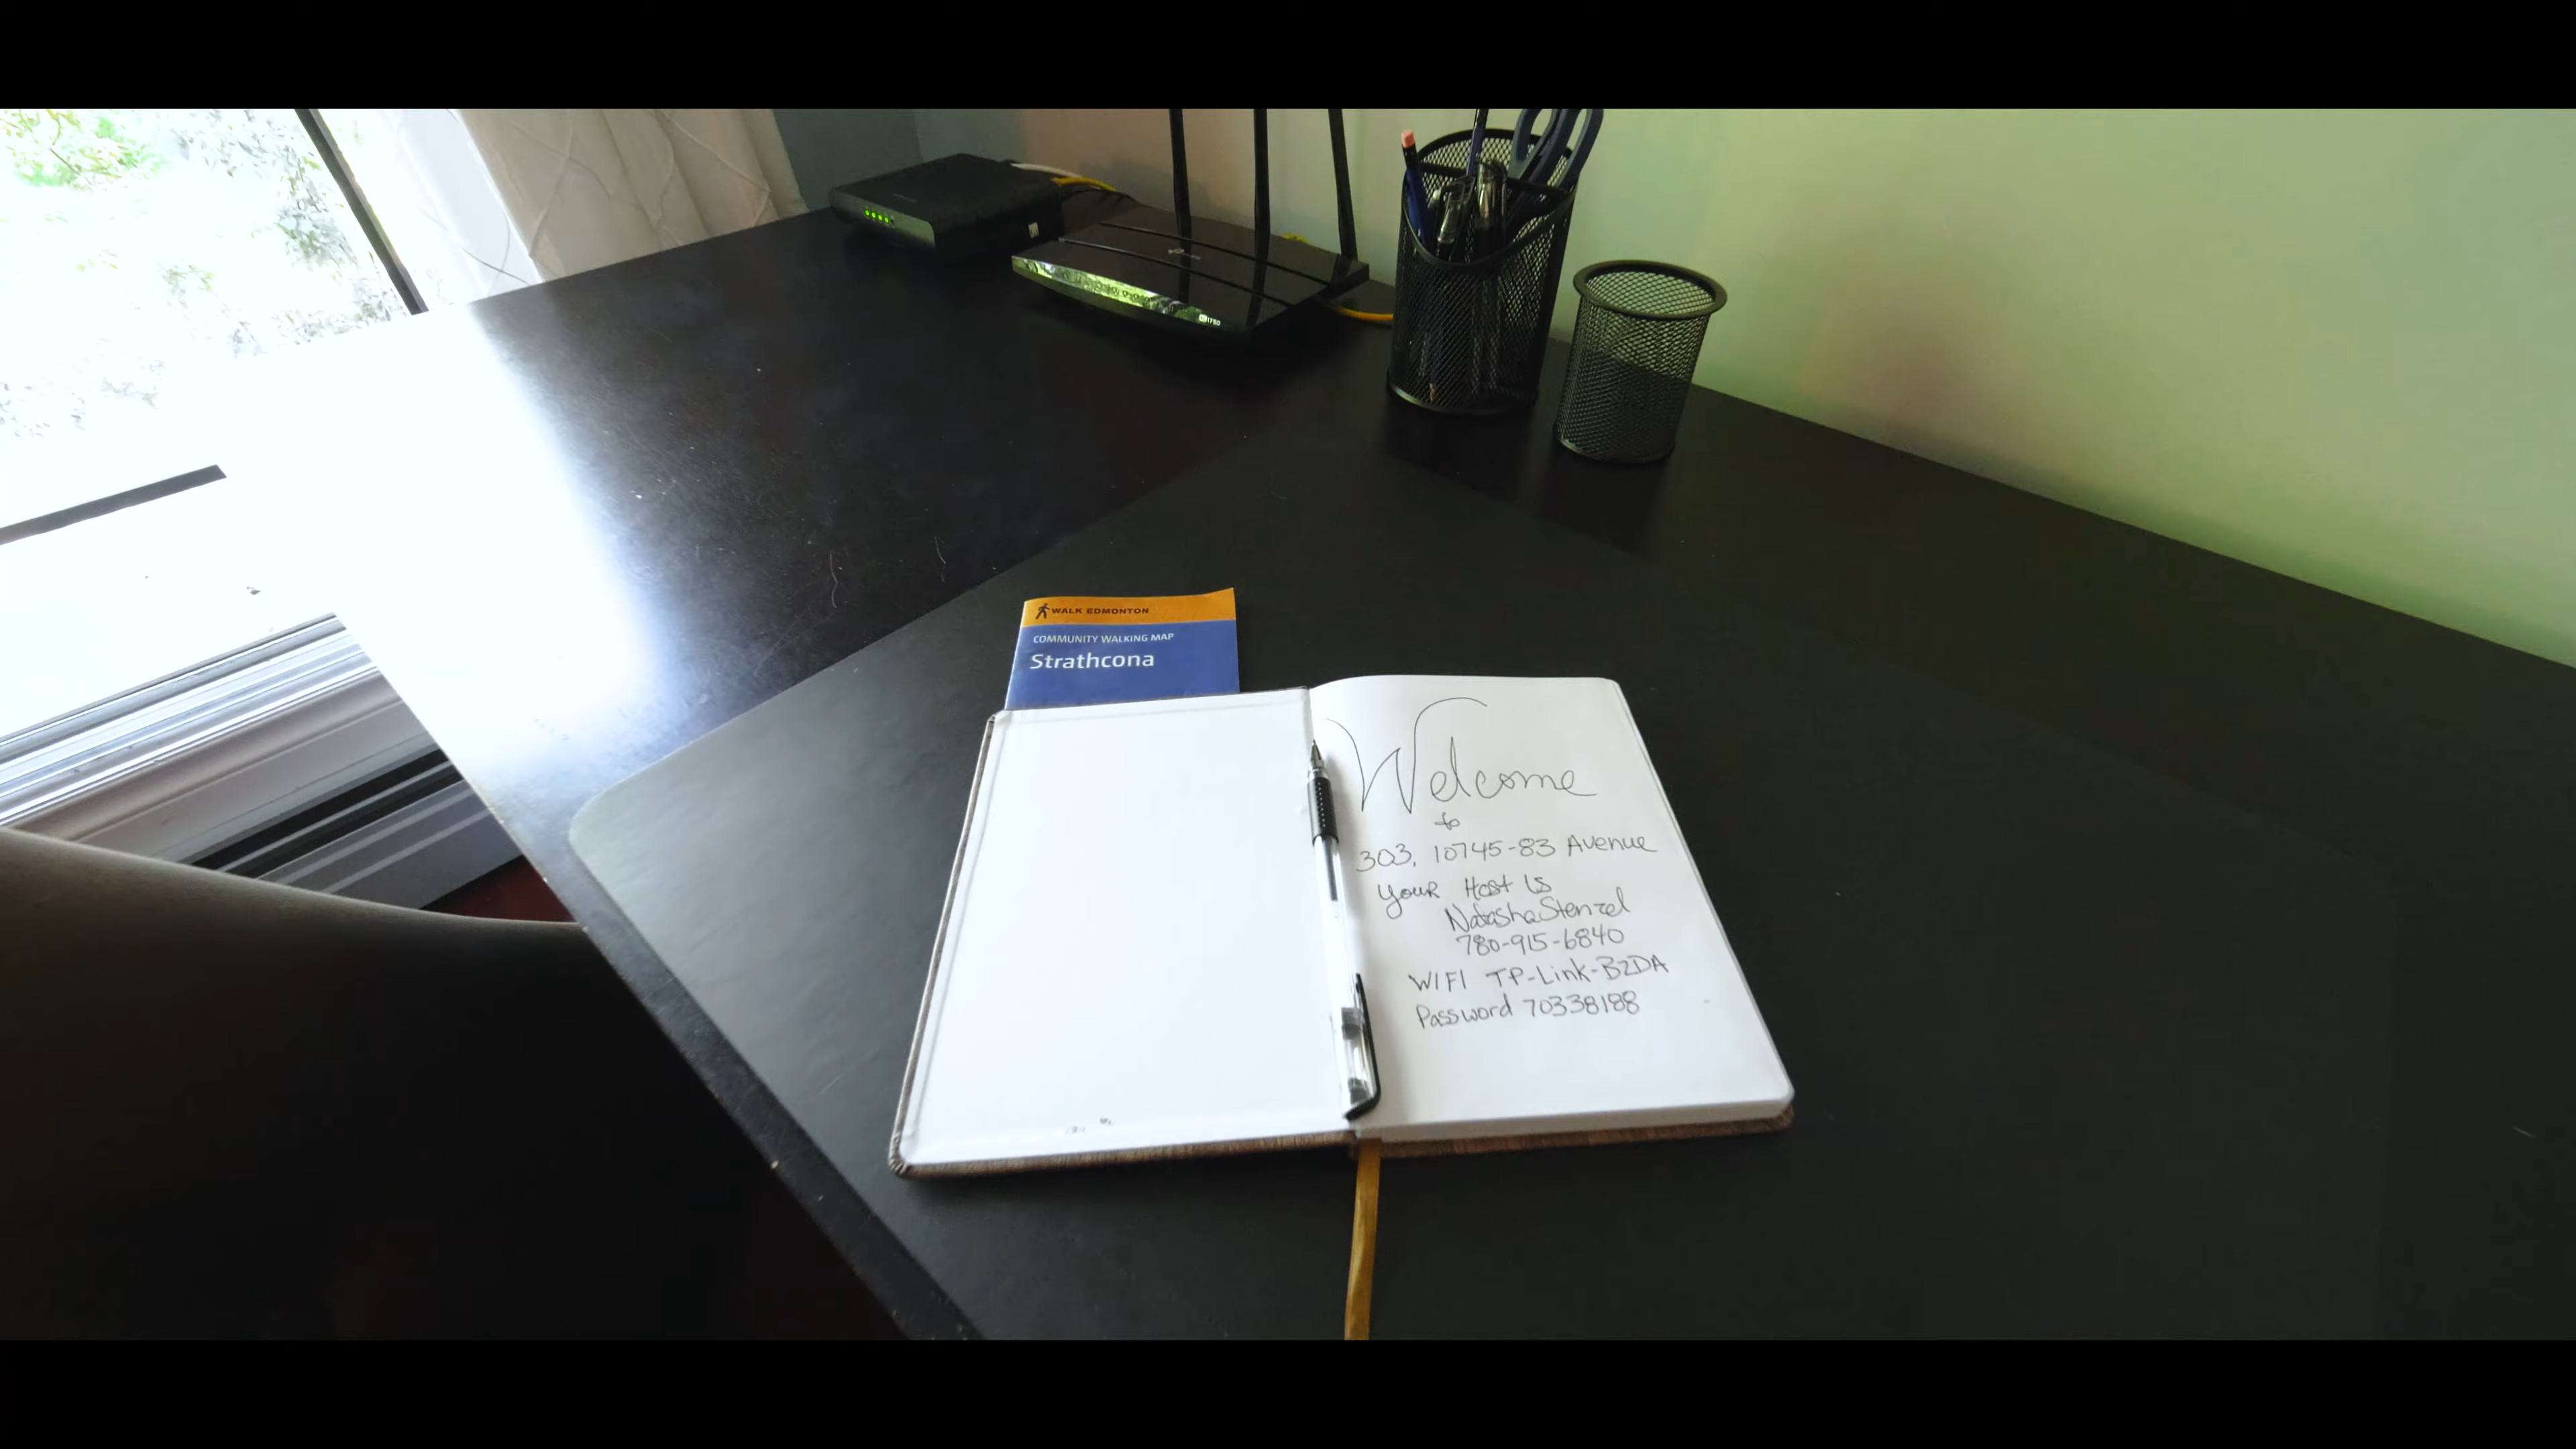 WALK EDMONTON
COMMUNITY WALKING MAP
Strathcona
Welcome
to
303, 10745-83 Avenue
Your Host is
Natasha Stenzel
780-915-6840
WIFI TP-Link-B2DA
Password 70338188